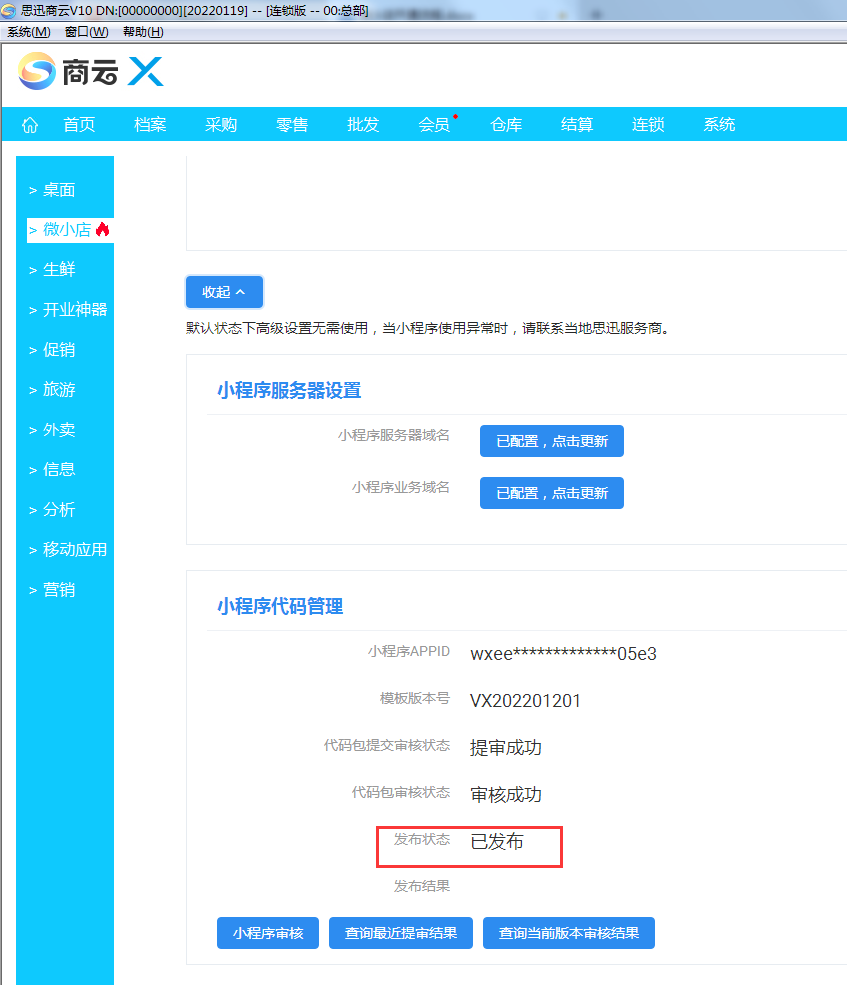 思迅商云V10 DN:[00000000][20220119] -- [连锁版 -- 00:总部]
系统(M) 窗口(W) 帮助(H)
商云 X
首页 档案 采购 零售 批发 会员 仓库 结算 连锁 系统
> 桌面
> 微小店
> 生鲜
> 开业神器
> 促销
> 旅游
> 外卖
> 信息
> 分析
> 移动应用
> 营销
收起
默认状态下高级设置无需使用，当小程序使用异常时，请联系当地思迅服务商。
小程序服务器设置
小程序服务器域名 已配置，点击更新
小程序业务域名 已配置，点击更新
小程序代码管理
小程序APPID wxee*************05e3
模板版本号 VX202201201
代码包提交审核状态 提审成功
代码包审核状态 审核成功
发布状态 已发布
发布结果
小程序审核 查询最近提审结果 查询当前版本审核结果